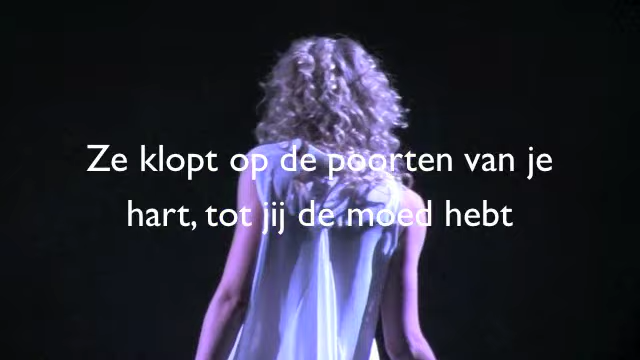 Ze klopt op de poorten van je
hart, tot jij de moed hebt